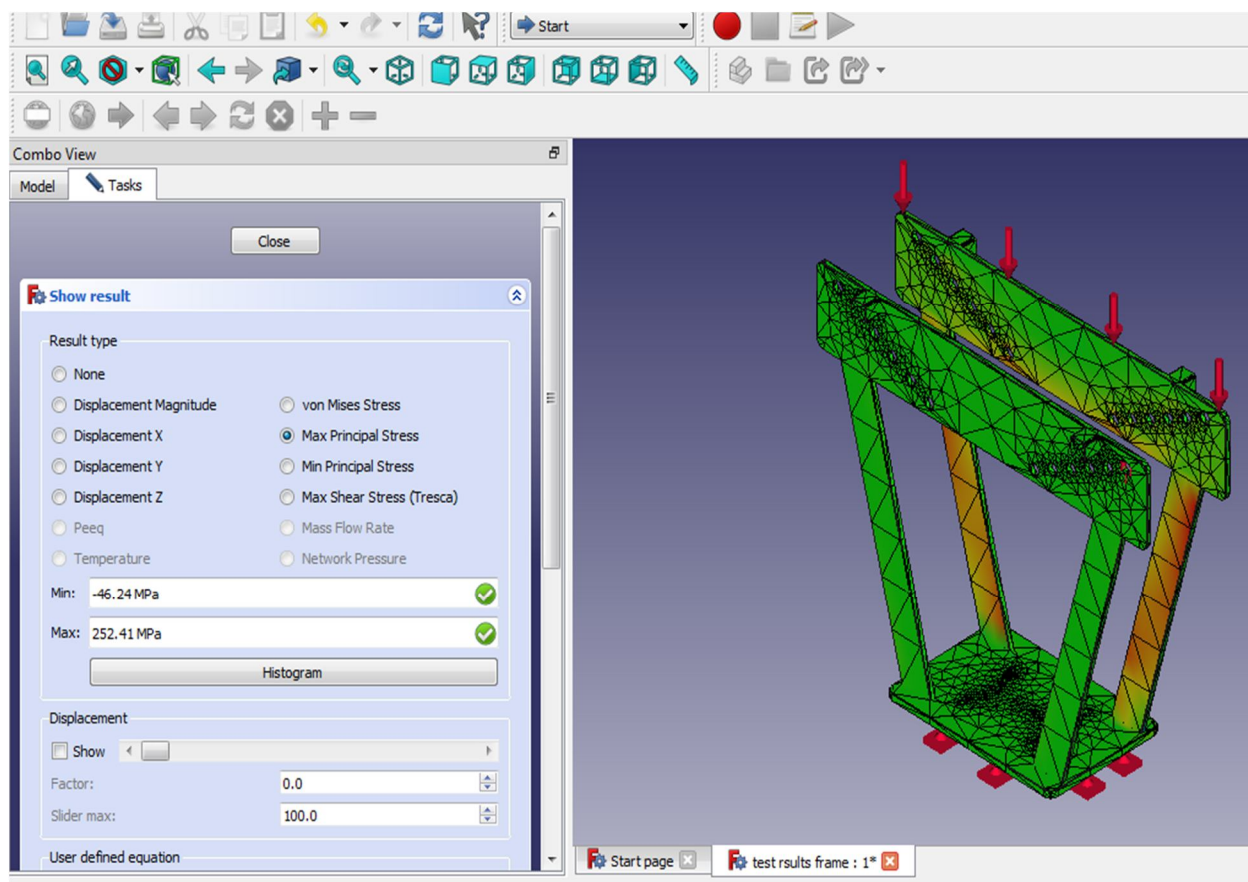 Start
Combo View
Model
Tasks
Close
Show result
Result type
None
Displacement Magnitude
von Mises Stress
Displacement X
Max Principal Stress
Displacement Y
Min Principal Stress
Displacement Z
Max Shear Stress (Tresca)
Peeq
Mass Flow Rate
Temperature
Network Pressure
Min: -46.24 MPa
Max: 252.41 MPa
Histogram
Displacement
Show
Factor: 0.0
Slider max: 100.0
User defined equation
Start page
test rsults frame : 1*